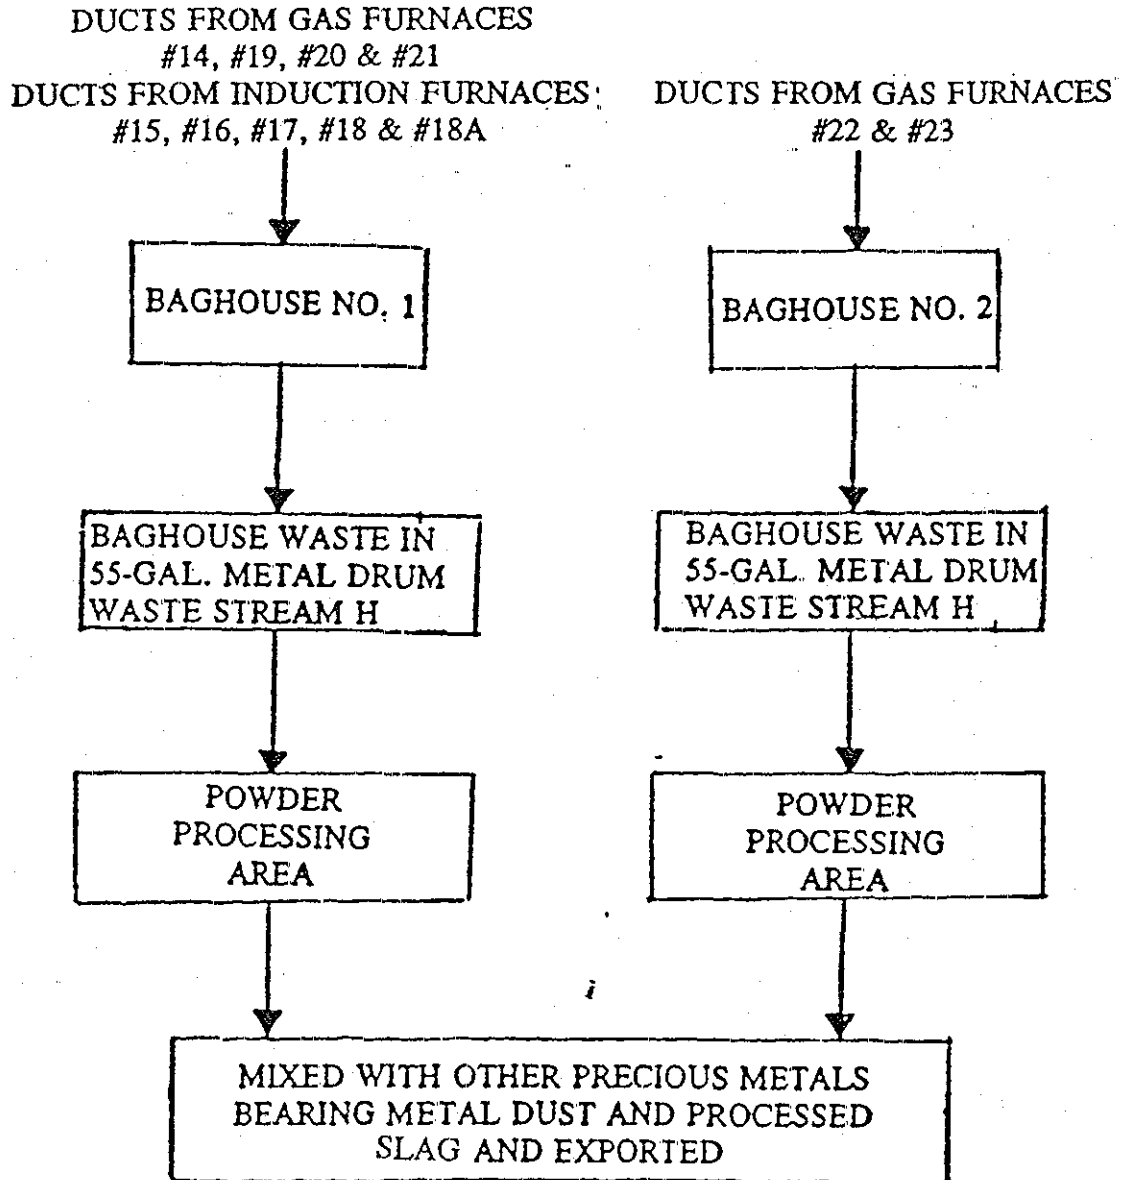 DUCTS FROM GAS FURNACES
#14, #19, #20 & #21
DUCTS FROM INDUCTION FURNACES
#15, #16, #17, #18 & #18A
DUCTS FROM GAS FURNACES
#22 & #23
BAGHOUSE NO. 1
BAGHOUSE NO. 2
BAGHOUSE WASTE IN
55-GAL. METAL DRUM
WASTE STREAM H
BAGHOUSE WASTE IN
55-GAL. METAL DRUM
WASTE STREAM H
POWDER
PROCESSING
AREA
POWDER
PROCESSING
AREA
MIXED WITH OTHER PRECIOUS METALS
BEARING METAL DUST AND PROCESSED
SLAG AND EXPORTED